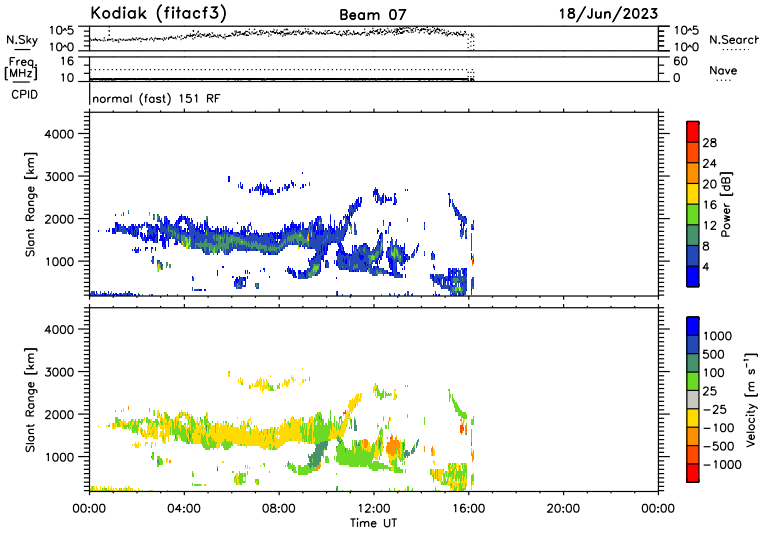 Kodiak (fitacf3) Beam 07 18/Jun/2023
N.Sky 10^5 10^0 10^5 10^0 N.Search
Freq. [MHz] 16 10 60 0 Nave
CPID normal (fast) 151 RF
Slant Range [km] 4000 3000 2000 1000
Power [dB] 28 24 20 16 12 8 4
Slant Range [km] 4000 3000 2000 1000
Velocity [m s⁻¹] 1000 500 100 25 −25 −100 −500 −1000
00:00 04:00 08:00 12:00 16:00 20:00 00:00
Time UT